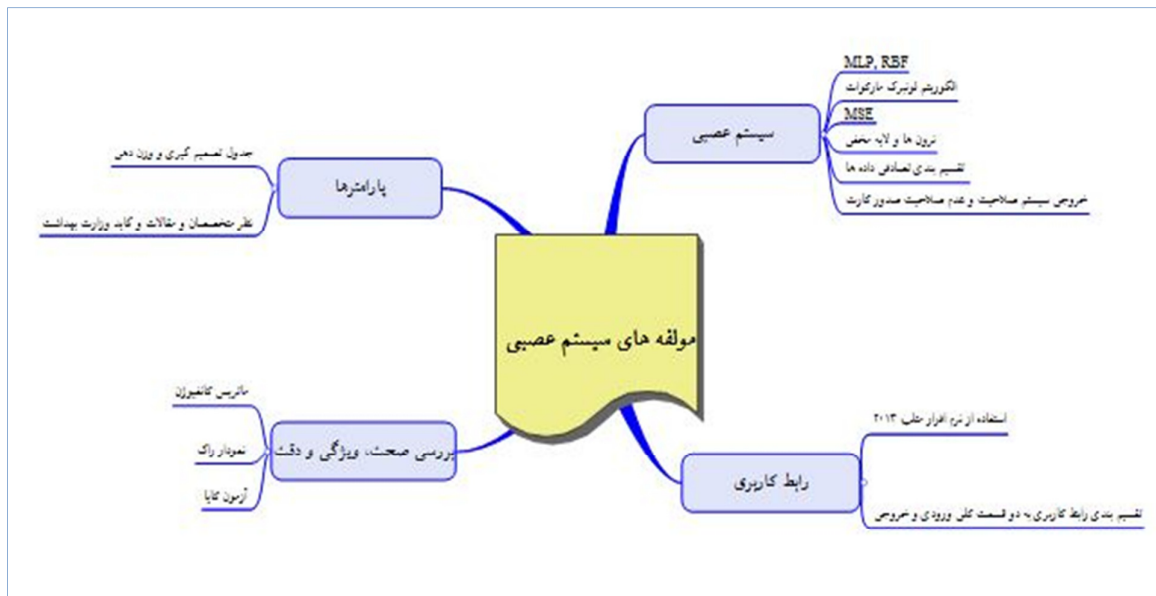 مولفه های سیستم عصبی
سیستم عصبی
MLP, RBF
الگوریتم لونبرگ مارکوات
MSE
نرون ها و لایه مخفی
تقسیم بندی تصادفی داده ها
خروجی سیستم صلاحیت و عدم صلاحیت صدور کارت
پارامترها
جدول تصمیم گیری و وزن دهی
نظر متخصصان و مقالات و گاید وزارت بهداشت
بررسی صحت، ویژگی و دقت
ماتریس کانفیوژن
نمودار راک
آزمون کاپا
رابط کاربری
استفاده از نرم افزار متلب ۲۰۱۳
تقسیم بندی رابط کاربری به دو قسمت کلی ورودی و خروجی